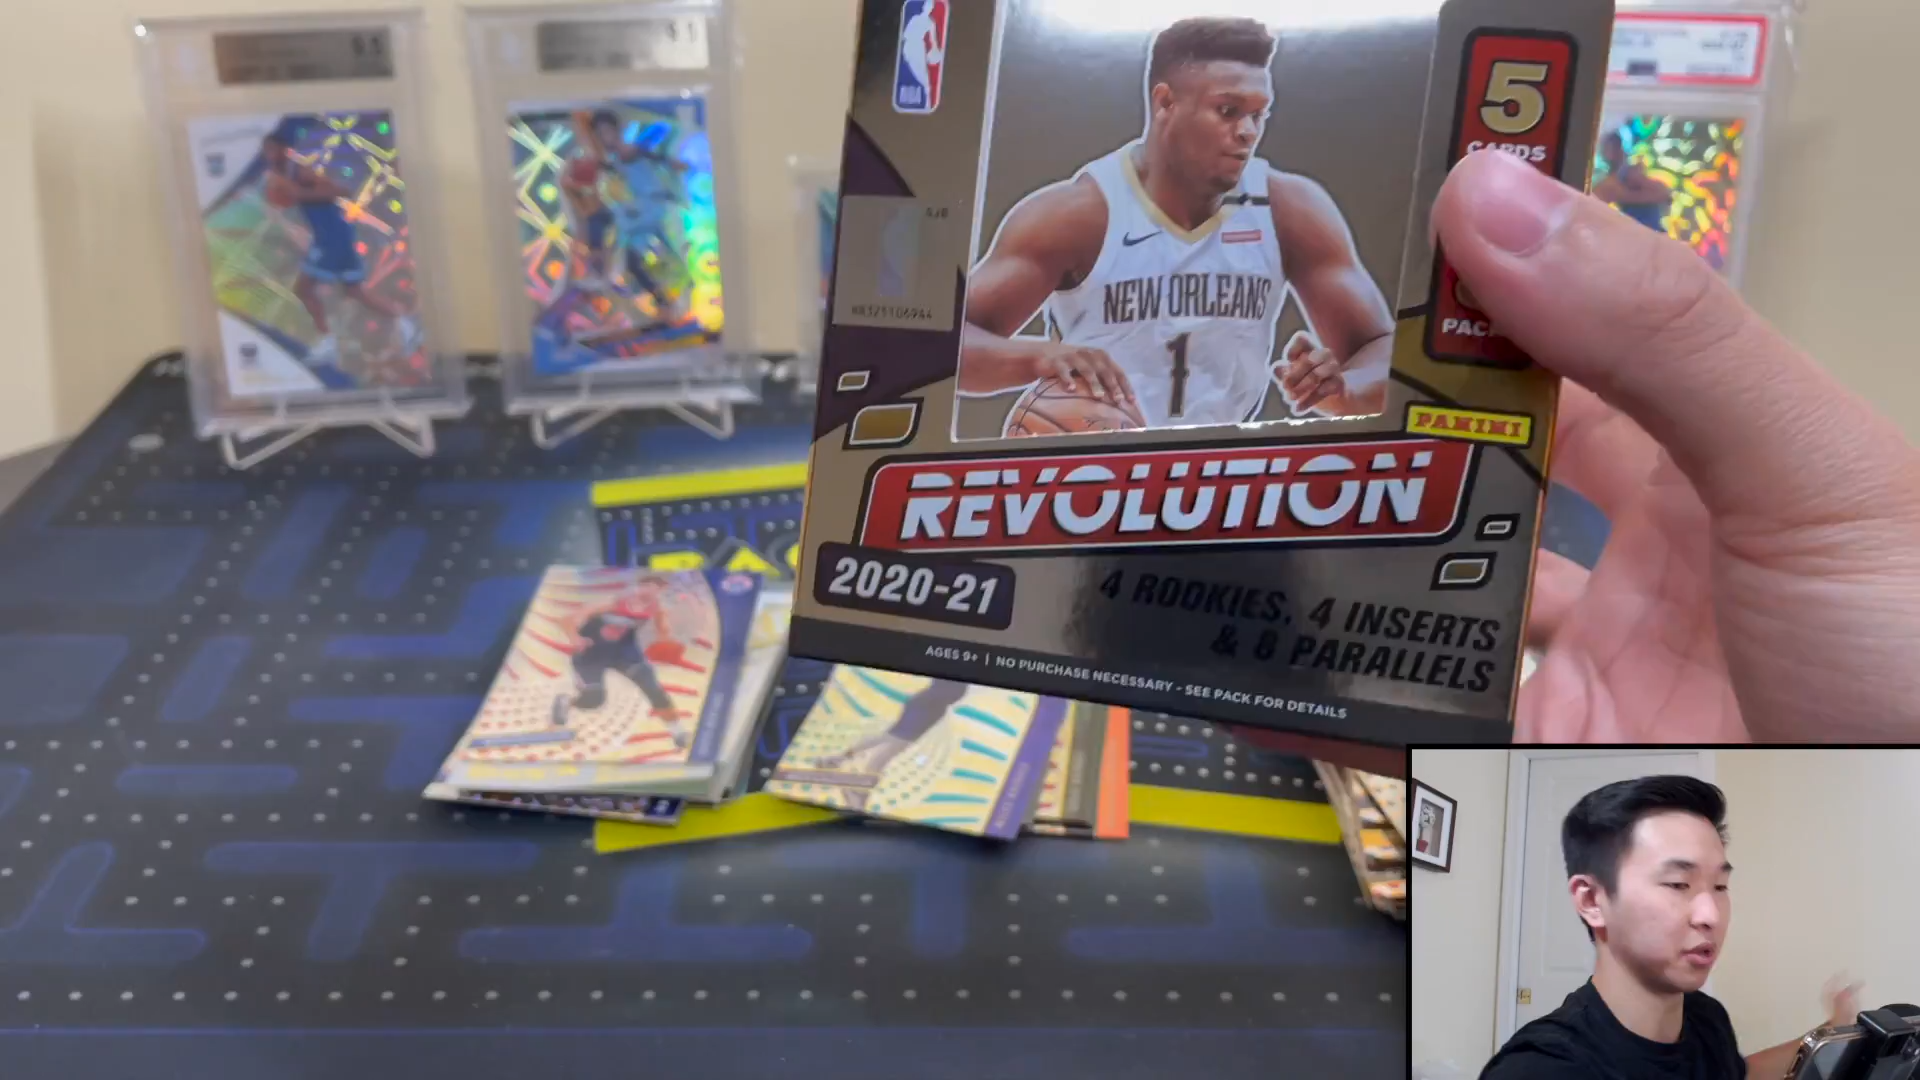 NBA
5
CARDS
PACK
NEW ORLEANS
1
PANINI
REVOLUTION
2020-21
4 ROOKIES, 4 INSERTS
& 8 PARALLELS
AGES 9+ | NO PURCHASE NECESSARY - SEE PACK FOR DETAILS